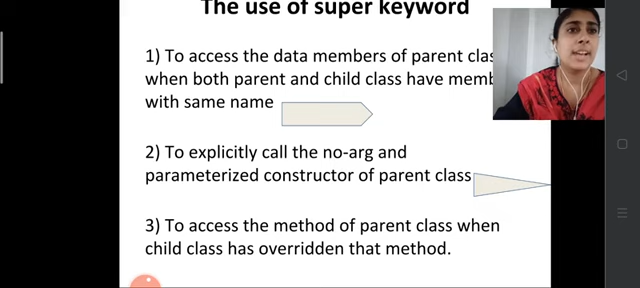 The use of super keyword
1) To access the data members of parent clas
when both parent and child class have memb
with same name
2) To explicitly call the no-arg and
parameterized constructor of parent class
3) To access the method of parent class when
child class has overridden that method.